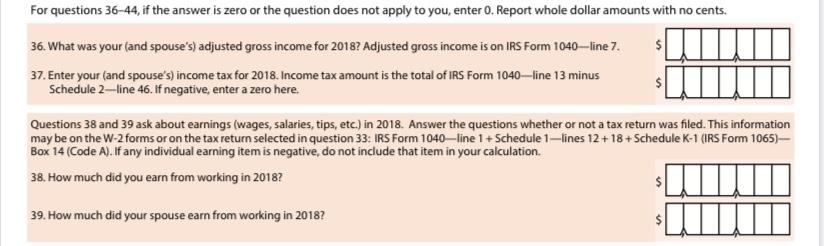 For questions 36–44, if the answer is zero or the question does not apply to you, enter 0. Report whole dollar amounts with no cents.
36. What was your (and spouse's) adjusted gross income for 2018? Adjusted gross income is on IRS Form 1040—line 7.
$
37. Enter your (and spouse's) income tax for 2018. Income tax amount is the total of IRS Form 1040—line 13 minus
Schedule 2—line 46. If negative, enter a zero here.
$
Questions 38 and 39 ask about earnings (wages, salaries, tips, etc.) in 2018. Answer the questions whether or not a tax return was filed. This information
may be on the W-2 forms or on the tax return selected in question 33: IRS Form 1040—line 1 + Schedule 1—lines 12 + 18 + Schedule K-1 (IRS Form 1065)—
Box 14 (Code A). If any individual earning item is negative, do not include that item in your calculation.
38. How much did you earn from working in 2018?
$
39. How much did your spouse earn from working in 2018?
$